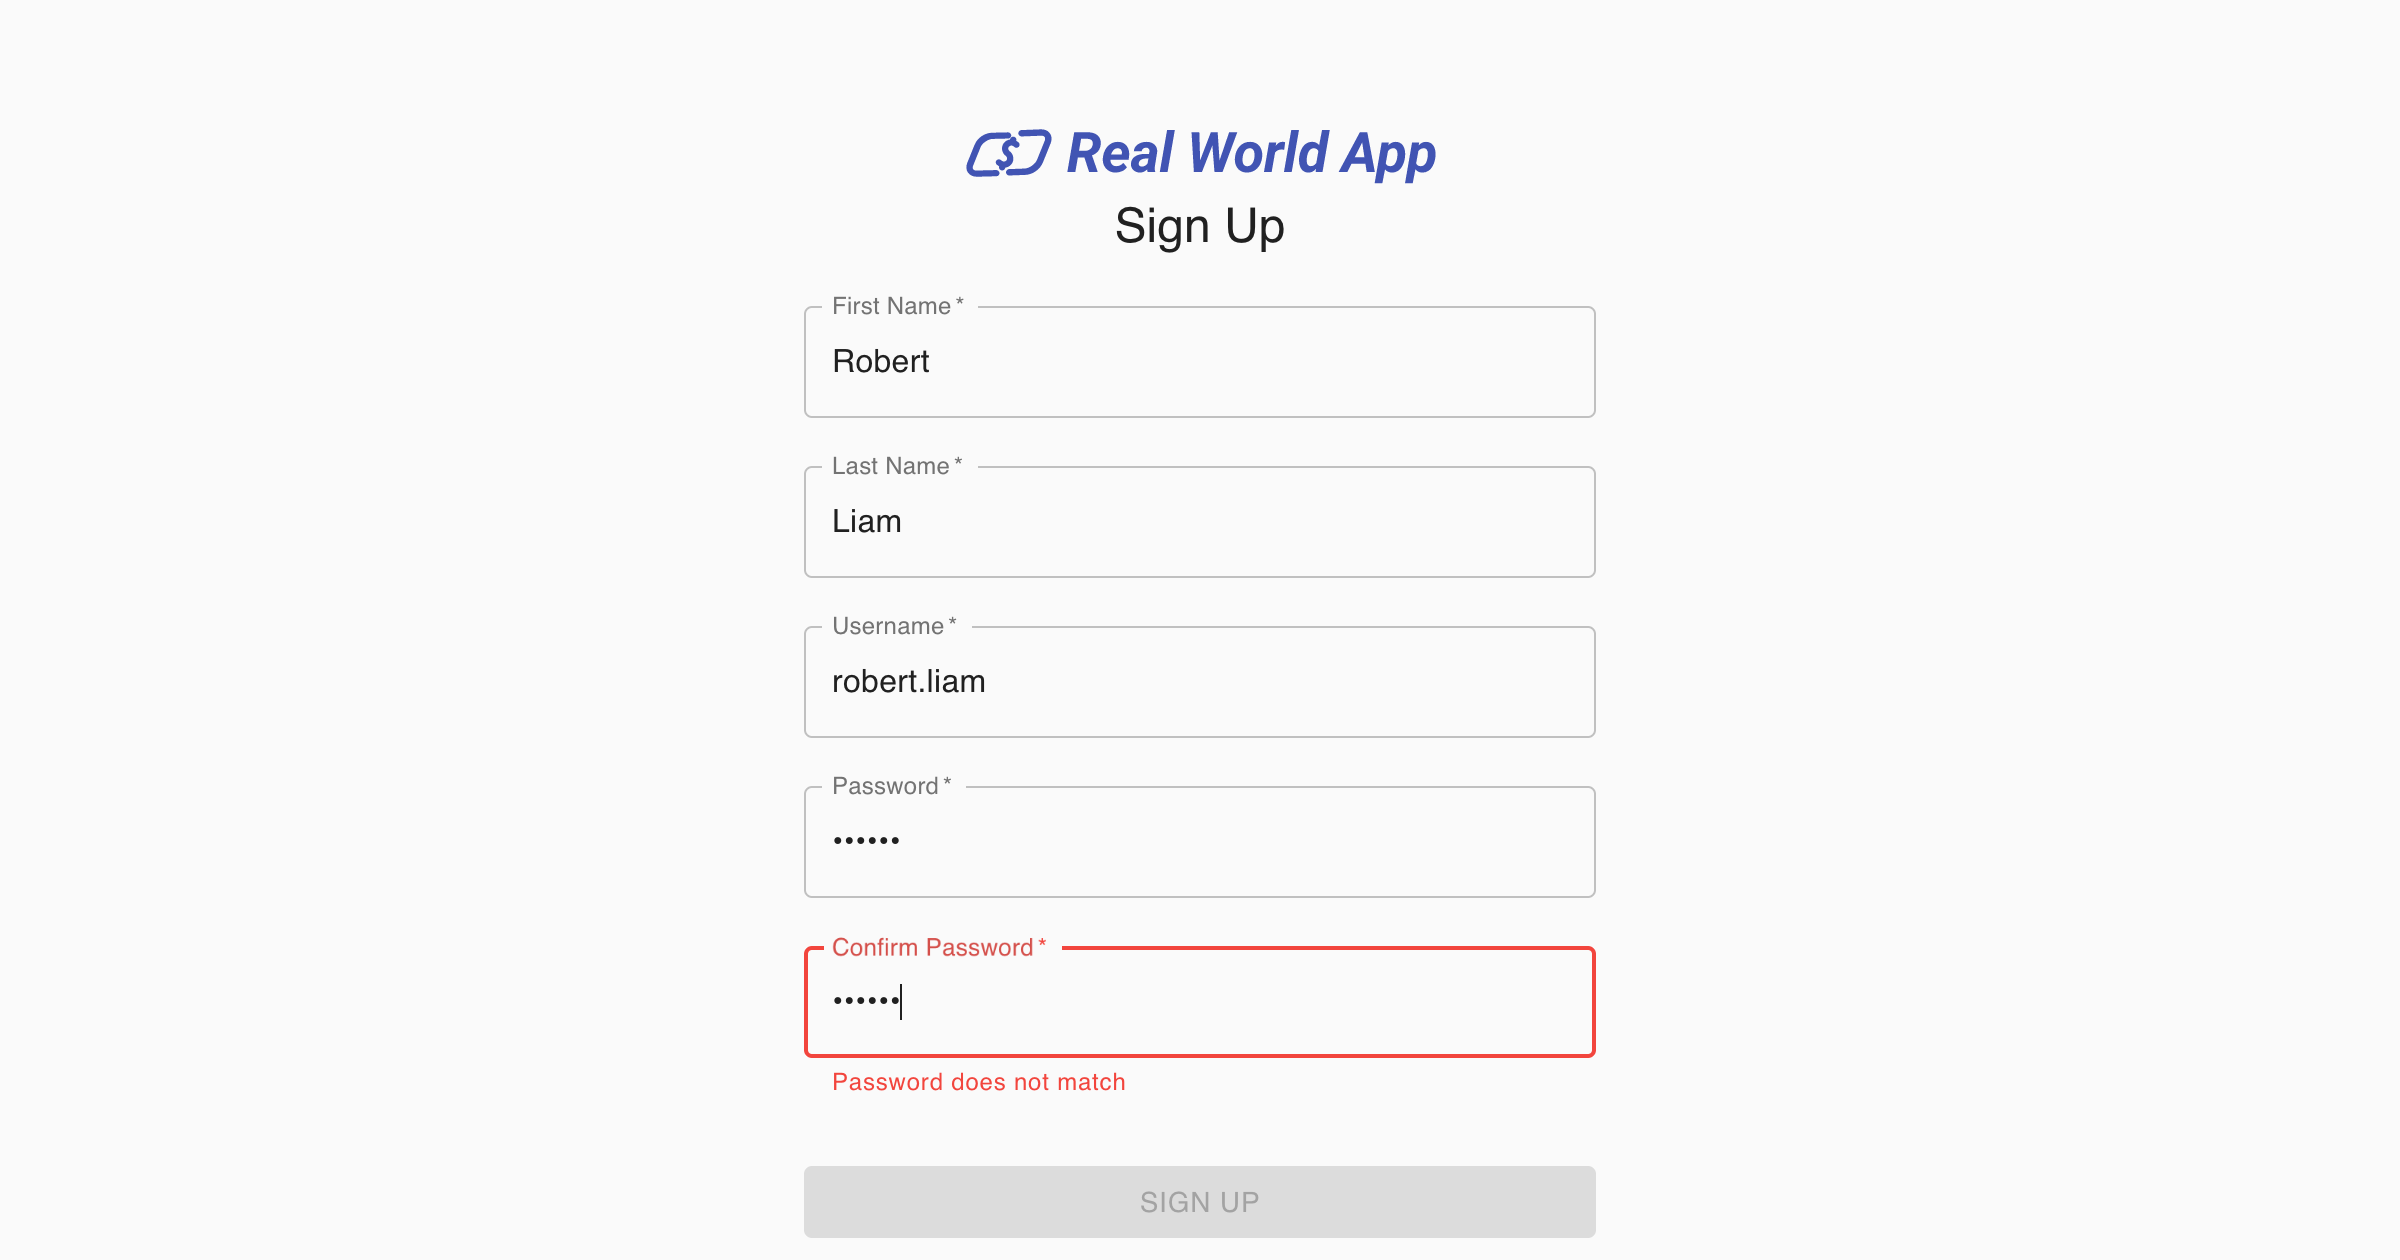 Real World App
Sign Up
First Name *
Robert
Last Name *
Liam
Username *
robert.liam
Password *
••••••
Confirm Password *
••••••
Password does not match
SIGN UP